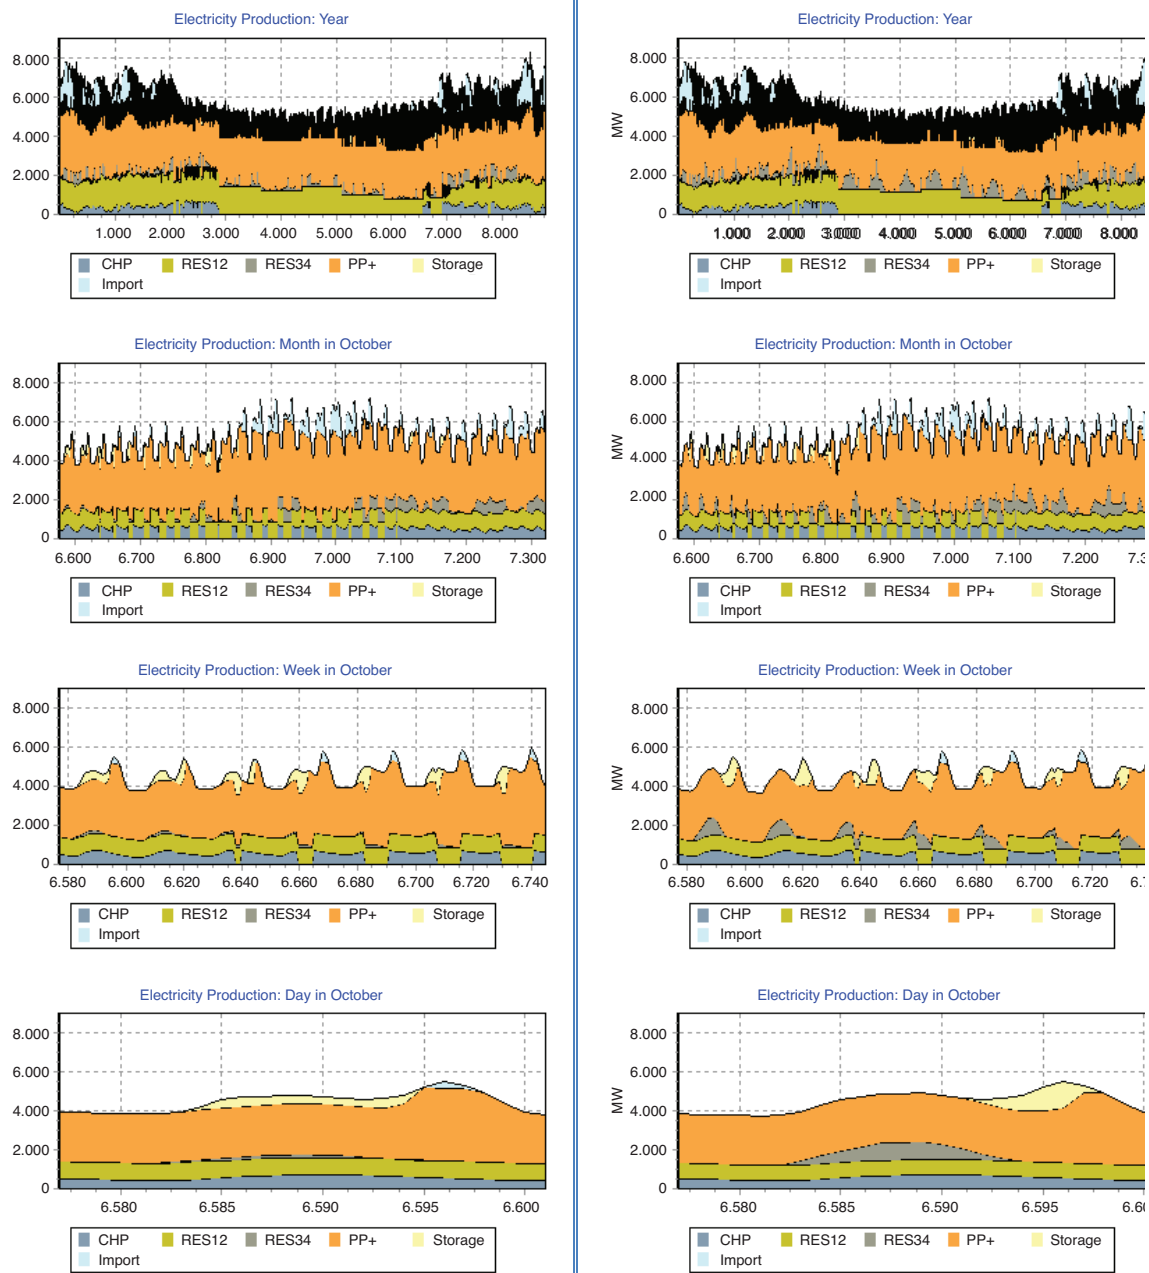 Electricity Production: Year
8.000
6.000
4.000
2.000
0
1.000 2.000 3.000 4.000 5.000 6.000 7.000 8.000
CHP RES12 RES34 PP+ Storage
Import
Electricity Production: Year
8.000
6.000
4.000
2.000
0
MW
1.000 2.000 3.000 4.000 5.000 6.000 7.000 8.000
CHP RES12 RES34 PP+ Storage
Import
Electricity Production: Month in October
8.000
6.000
4.000
2.000
0
6.600 6.700 6.800 6.900 7.000 7.100 7.200 7.300
CHP RES12 RES34 PP+ Storage
Import
Electricity Production: Month in October
8.000
6.000
4.000
2.000
0
MW
6.600 6.700 6.800 6.900 7.000 7.100 7.200 7.3
CHP RES12 RES34 PP+ Storage
Import
Electricity Production: Week in October
8.000
6.000
4.000
2.000
0
6.580 6.600 6.620 6.640 6.660 6.680 6.700 6.720 6.740
CHP RES12 RES34 PP+ Storage
Import
Electricity Production: Week in October
8.000
6.000
4.000
2.000
0
MW
6.580 6.600 6.620 6.640 6.660 6.680 6.700 6.720 6.7
CHP RES12 RES34 PP+ Storage
Import
Electricity Production: Day in October
8.000
6.000
4.000
2.000
0
6.580 6.585 6.590 6.595 6.600
CHP RES12 RES34 PP+ Storage
Import
Electricity Production: Day in October
8.000
6.000
4.000
2.000
0
MW
6.580 6.585 6.590 6.595 6.60
CHP RES12 RES34 PP+ Storage
Import